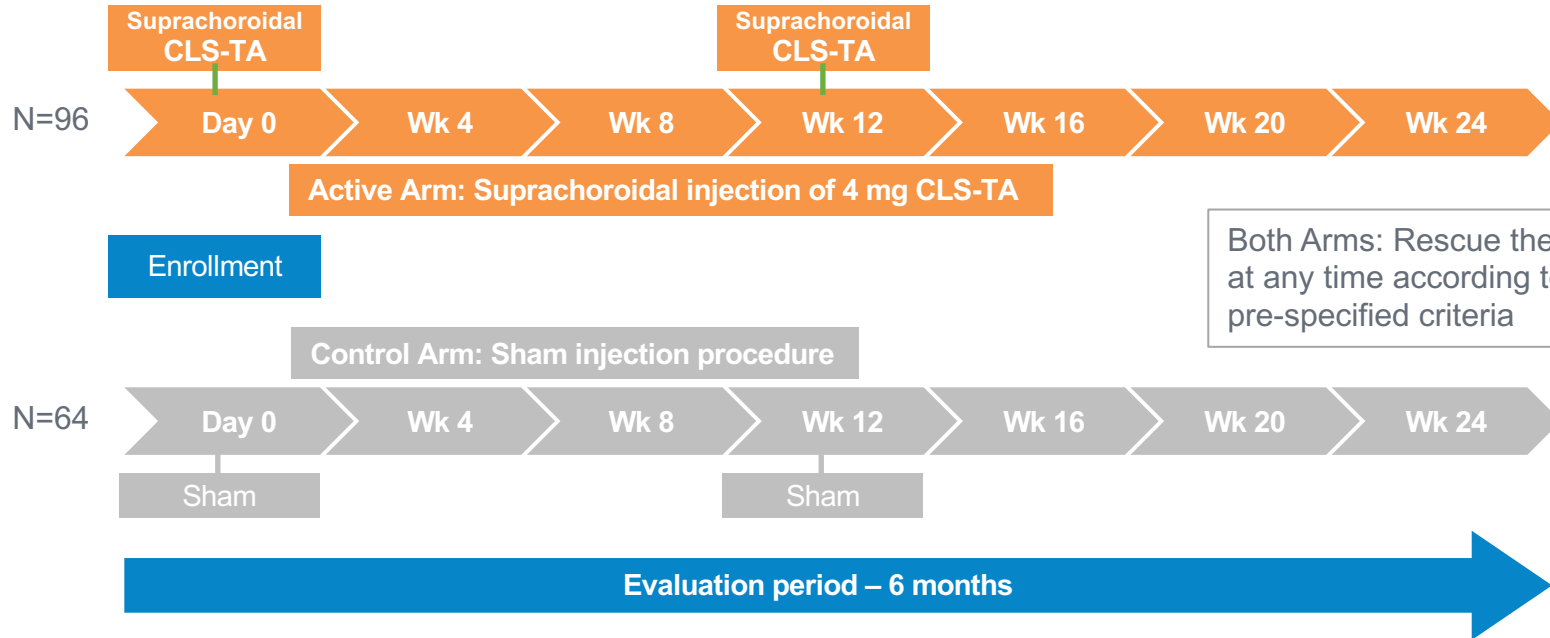 Suprachoroidal
CLS-TA
Suprachoroidal
CLS-TA
N=96
Day 0
Wk 4
Wk 8
Wk 12
Wk 16
Wk 20
Wk 24
Active Arm: Suprachoroidal injection of 4 mg CLS-TA
Enrollment
Both Arms: Rescue the
at any time according t
pre-specified criteria
Control Arm: Sham injection procedure
N=64
Day 0
Wk 4
Wk 8
Wk 12
Wk 16
Wk 20
Wk 24
Sham
Sham
Evaluation period – 6 months